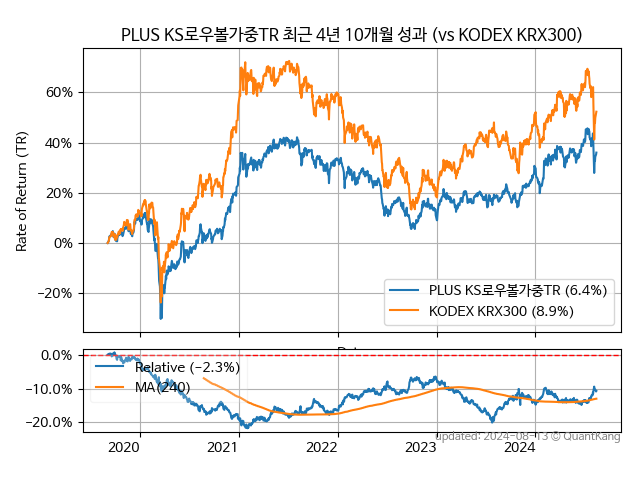 PLUS KS로우볼가중TR 최근 4년 10개월 성과 (vs KODEX KRX300)
Rate of Return (TR)
60%
40%
20%
0%
−20%
PLUS KS로우볼가중TR (6.4%)
KODEX KRX300 (8.9%)
0.0%
−10.0%
−20.0%
Relative (−2.3%)
MA(240)
2020
2021
2022
2023
2024
updated: 2024-08-13 © QuantKang